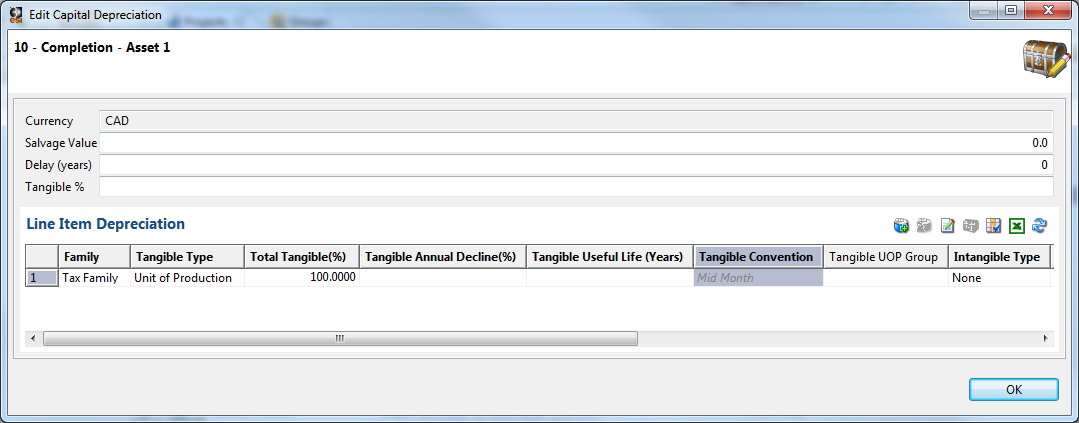 Edit Capital Depreciation
10 - Completion - Asset 1
Currency CAD
Salvage Value 0.0
Delay (years) 0
Tangible %
Line Item Depreciation
Family Tangible Type Total Tangible(%) Tangible Annual Decline(%) Tangible Useful Life (Years) Tangible Convention Tangible UOP Group Intangible Type
1 Tax Family Unit of Production 100.0000 Mid Month None
OK